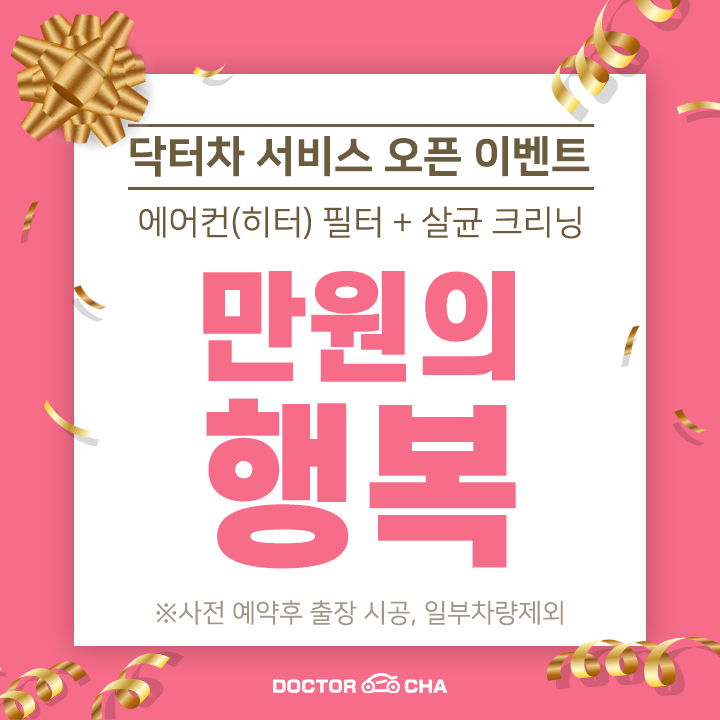 닥터차 서비스 오픈 이벤트
에어컨(히터) 필터 + 살균 크리닝
만원의
행복
※사전 예약후 출장 시공, 일부차량제외
DOCTOR CHA